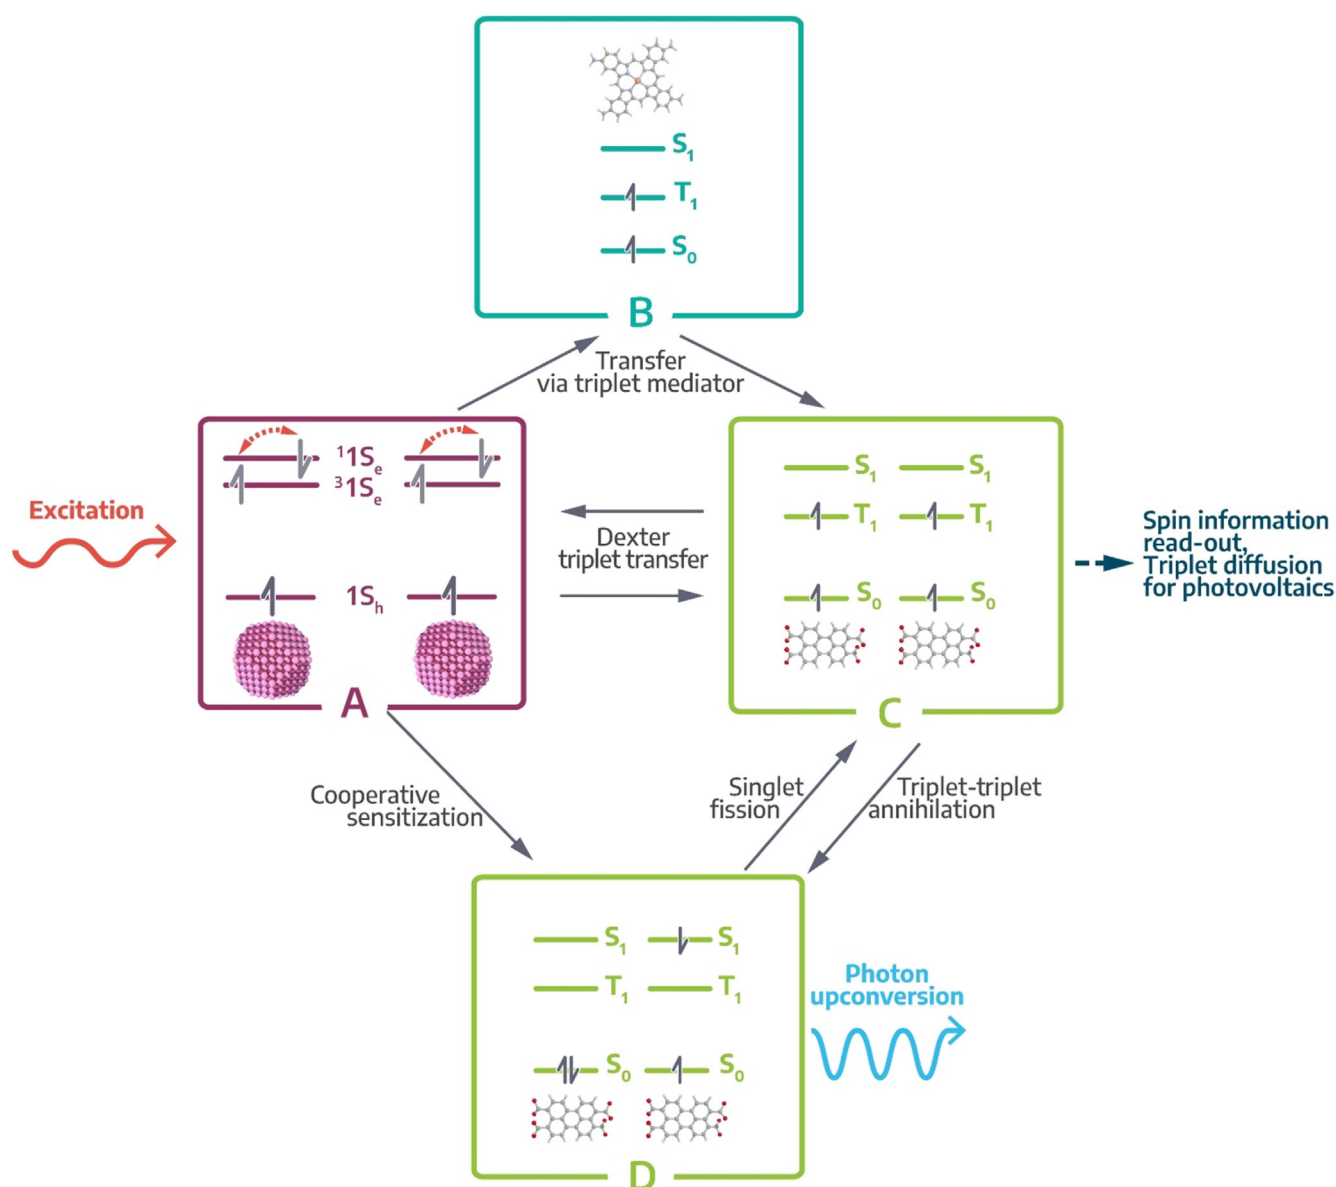 S₁
T₁
S₀
B
Transfer
via triplet mediator
¹1Sₑ
³1Sₑ
1Sₕ
A
Excitation
Dexter
triplet transfer
S₁ S₁
T₁ T₁
S₀ S₀
C
Spin information
read-out,
Triplet diffusion
for photovoltaics
Cooperative
sensitization
Singlet
fission
Triplet-triplet
annihilation
S₁ S₁
T₁ T₁
S₀ S₀
D
Photon
upconversion